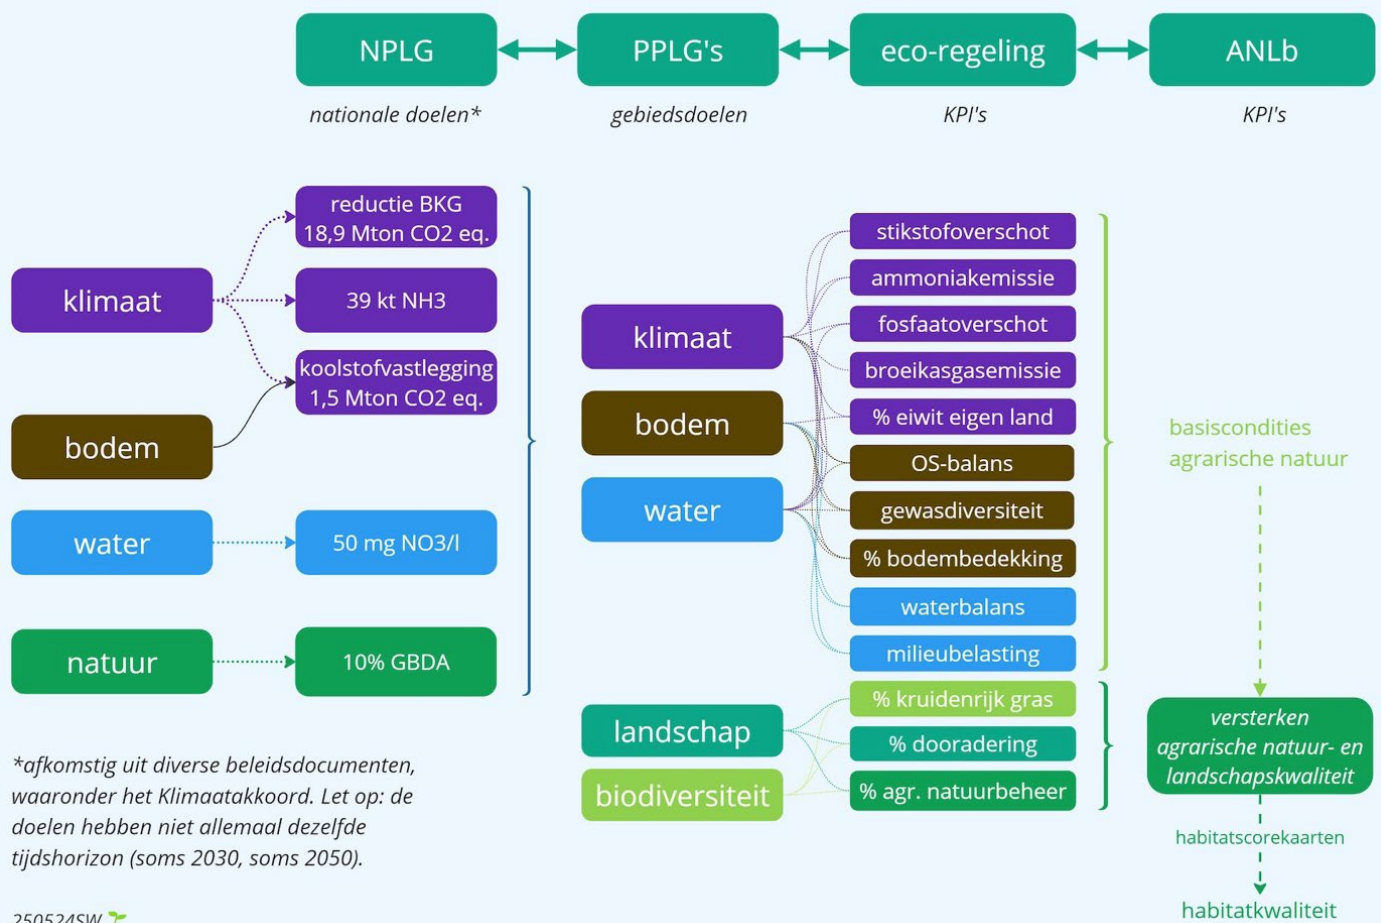 NPLG
PPLG's
eco-regeling
ANLb
nationale doelen*
gebiedsdoelen
KPI's
KPI's
klimaat
bodem
water
natuur
reductie BKG
18,9 Mton CO2 eq.
39 kt NH3
koolstofvastlegging
1,5 Mton CO2 eq.
50 mg NO3/l
10% GBDA
klimaat
bodem
water
landschap
biodiversiteit
stikstofoverschot
ammoniakemissie
fosfaatoverschot
broeikasgasemissie
% eiwit eigen land
OS-balans
gewasdiversiteit
% bodembedekking
waterbalans
milieubelasting
% kruidenrijk gras
% dooradering
% agr. natuurbeheer
basiscondities
agrarische natuur
versterken
agrarische natuur- en
landschapskwaliteit
habitatscorekaarten
habitatkwaliteit
*afkomstig uit diverse beleidsdocumenten,
waaronder het Klimaatakkoord. Let op: de
doelen hebben niet allemaal dezelfde
tijdshorizon (soms 2030, soms 2050).
250524SW